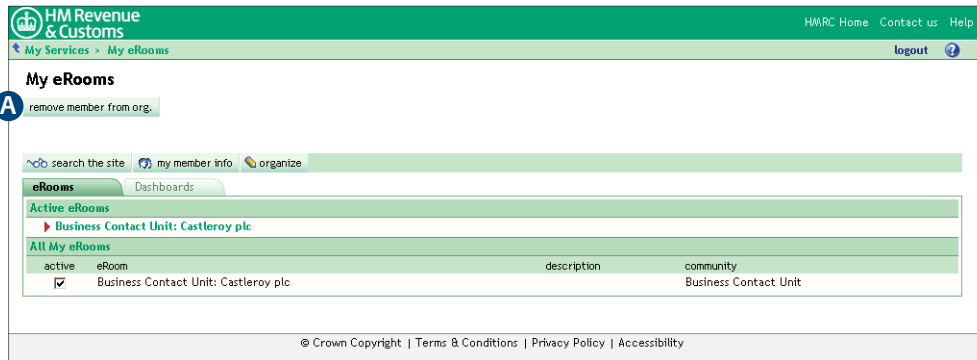 HM Revenue
& Customs
HMRC Home Contact us Help
My Services > My eRooms
logout ?
My eRooms
A
remove member from org.
search the site my member info organize
eRooms Dashboards
Active eRooms
Business Contact Unit: Castleroy plc
All My eRooms
active eRoom description community
Business Contact Unit: Castleroy plc Business Contact Unit
© Crown Copyright | Terms & Conditions | Privacy Policy | Accessibility